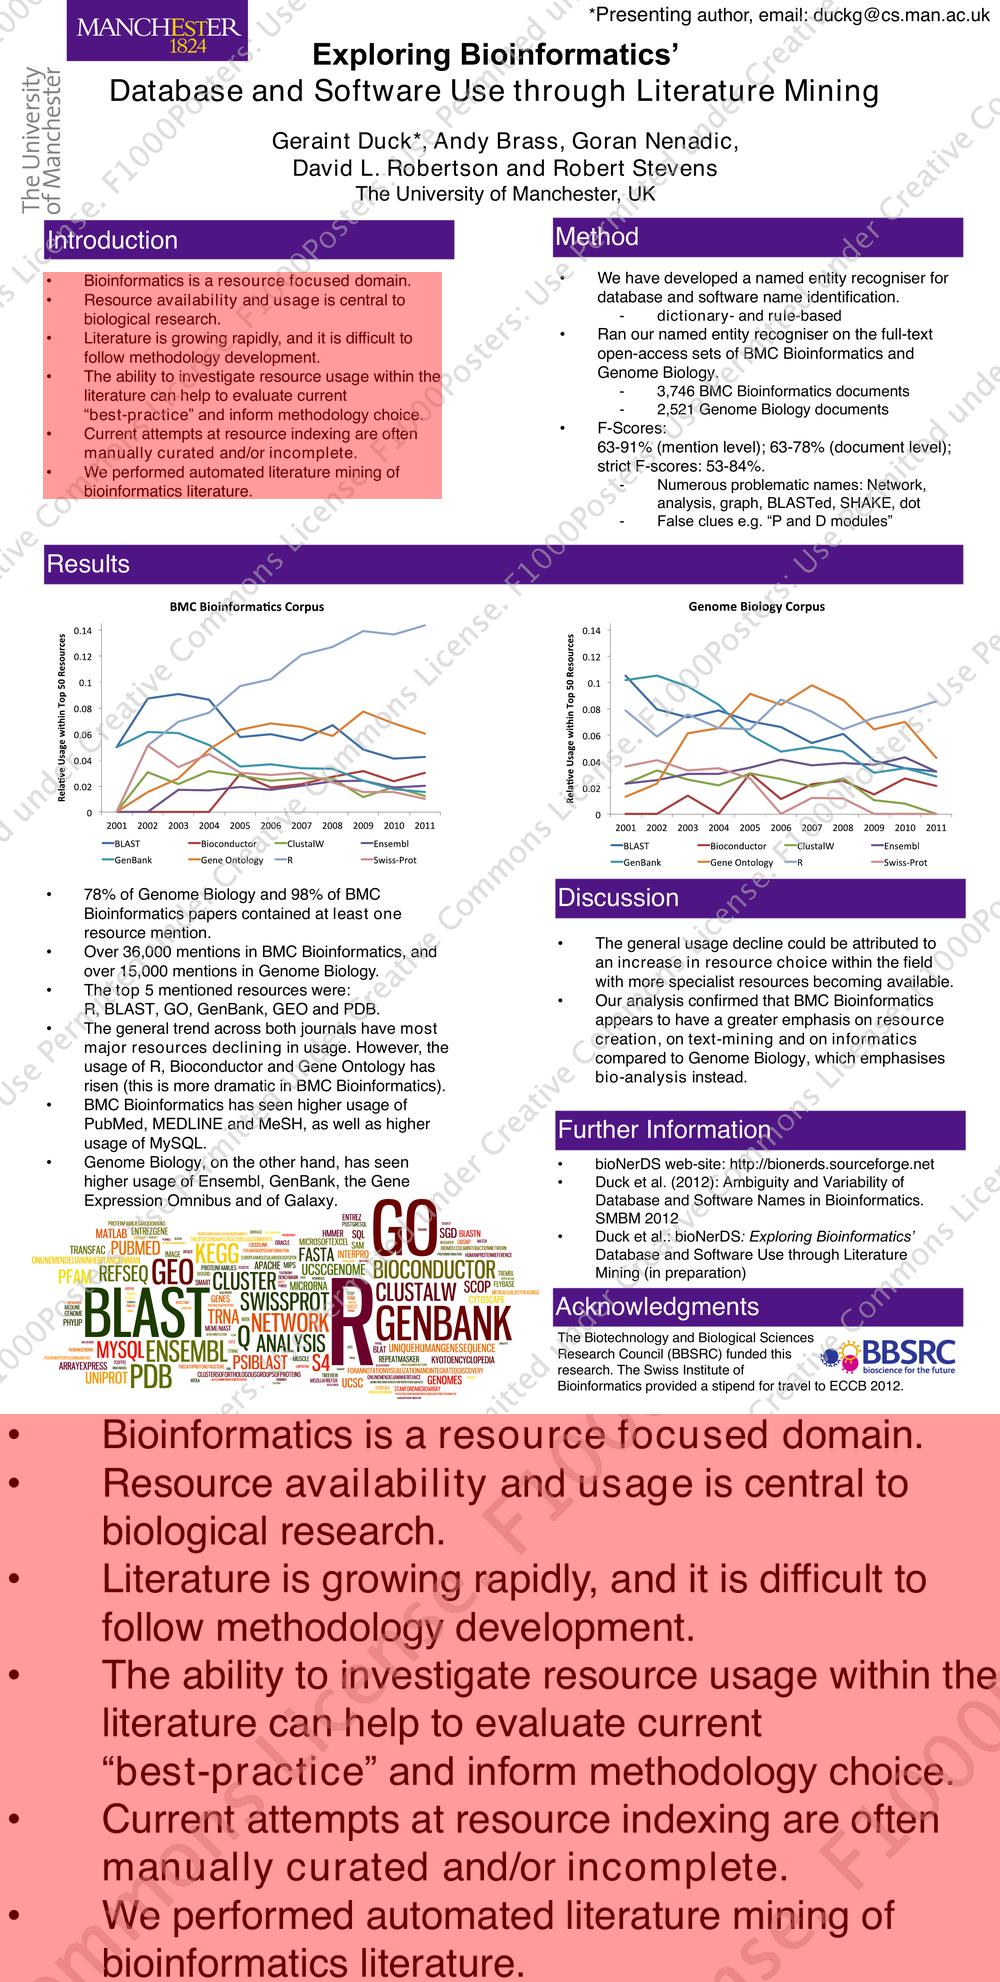 MANCHESTER
1824
The University
of Manchester
*Presenting author, email: duckg@cs.man.ac.uk
Exploring Bioinformatics’
Database and Software Use through Literature Mining
Geraint Duck*, Andy Brass, Goran Nenadic,
David L. Robertson and Robert Stevens
The University of Manchester, UK
Introduction
• Bioinformatics is a resource focused domain.
• Resource availability and usage is central to
biological research.
• Literature is growing rapidly, and it is difficult to
follow methodology development.
• The ability to investigate resource usage within the
literature can help to evaluate current
“best-practice” and inform methodology choice.
• Current attempts at resource indexing are often
manually curated and/or incomplete.
• We performed automated literature mining of
bioinformatics literature.
Method
• We have developed a named entity recogniser for
database and software name identification.
- dictionary- and rule-based
• Ran our named entity recogniser on the full-text
open-access sets of BMC Bioinformatics and
Genome Biology.
- 3,746 BMC Bioinformatics documents
- 2,521 Genome Biology documents
• F-Scores:
63-91% (mention level); 63-78% (document level);
strict F-scores: 53-84%.
- Numerous problematic names: Network,
analysis, graph, BLASTed, SHAKE, dot
- False clues e.g. “P and D modules”
Results
BMC Bioinformatics Corpus
Relative Usage within Top 50 Resources
0.14
0.12
0.1
0.08
0.06
0.04
0.02
0
2001 2002 2003 2004 2005 2006 2007 2008 2009 2010 2011
BLAST Bioconductor ClustalW Ensembl
GenBank Gene Ontology R Swiss-Prot
Genome Biology Corpus
Relative Usage within Top 50 Resources
0.14
0.12
0.1
0.08
0.06
0.04
0.02
0
2001 2002 2003 2004 2005 2006 2007 2008 2009 2010 2011
BLAST Bioconductor ClustalW Ensembl
GenBank Gene Ontology R Swiss-Prot
• 78% of Genome Biology and 98% of BMC
Bioinformatics papers contained at least one
resource mention.
• Over 36,000 mentions in BMC Bioinformatics, and
over 15,000 mentions in Genome Biology.
• The top 5 mentioned resources were:
R, BLAST, GO, GenBank, GEO and PDB.
• The general trend across both journals have most
major resources declining in usage. However, the
usage of R, Bioconductor and Gene Ontology has
risen (this is more dramatic in BMC Bioinformatics).
• BMC Bioinformatics has seen higher usage of
PubMed, MEDLINE and MeSH, as well as higher
usage of MySQL.
• Genome Biology, on the other hand, has seen
higher usage of Ensembl, GenBank, the Gene
Expression Omnibus and of Galaxy.
GO
R
BLAST
GENBANK
BIOCONDUCTOR
CLUSTALW
KEGG
GEO
REFSEQ
PUBMED
MATLAB
ENTREZGENE
TRANSFAC
PFAM
CLUSTER
SWISSPROT
NETWORK
TRNA
Q
ANALYSIS
MYSQL
ENSEMBL
PDB
UNIPROT
ARRAYEXPRESS
PSIBLAST
S4
FASTA
UCSCGENOME
INTERPRO
HMMER
SQL
SAM
MICROSOFTEXCEL
ENTREZ
POSTGRESQL
SGD
BLASTN
SCOP
CYTOSCAPE
FLYBASE
TREMBL
APACHE
MIPS
MICRORNA
GENES
SMART
IMAGE
ORACLE
PHYLIP
MEDLINE
GENOME
MUSCLE
WEKA
BLAT
UNIQUEHUMANGENESEQUENCE
REPEATMASKER
KYOTOENCYCLOPEDIA
UCSC
GENOMES
STANFORDMICROARRAY
CLUSTERSOFORTHOLOGOUSGROUPSOFPROTEINS
ONLINEMENDELIANINHERITANCEINMAN
Discussion
• The general usage decline could be attributed to
an increase in resource choice within the field
with more specialist resources becoming available.
• Our analysis confirmed that BMC Bioinformatics
appears to have a greater emphasis on resource
creation, on text-mining and on informatics
compared to Genome Biology, which emphasises
bio-analysis instead.
Further Information
• bioNerDS web-site: http://bionerds.sourceforge.net
• Duck et al. (2012): Ambiguity and Variability of
Database and Software Names in Bioinformatics.
SMBM 2012
• Duck et al.: bioNerDS: Exploring Bioinformatics’
Database and Software Use through Literature
Mining (in preparation)
Acknowledgments
The Biotechnology and Biological Sciences
Research Council (BBSRC) funded this
research. The Swiss Institute of
Bioinformatics provided a stipend for travel to ECCB 2012.
BBSRC
bioscience for the future
• Bioinformatics is a resource focused domain.
• Resource availability and usage is central to
biological research.
• Literature is growing rapidly, and it is difficult to
follow methodology development.
• The ability to investigate resource usage within the
literature can help to evaluate current
“best-practice” and inform methodology choice.
• Current attempts at resource indexing are often
manually curated and/or incomplete.
• We performed automated literature mining of
bioinformatics literature.
F1000Posters: Use Permitted under Creative Commons License.